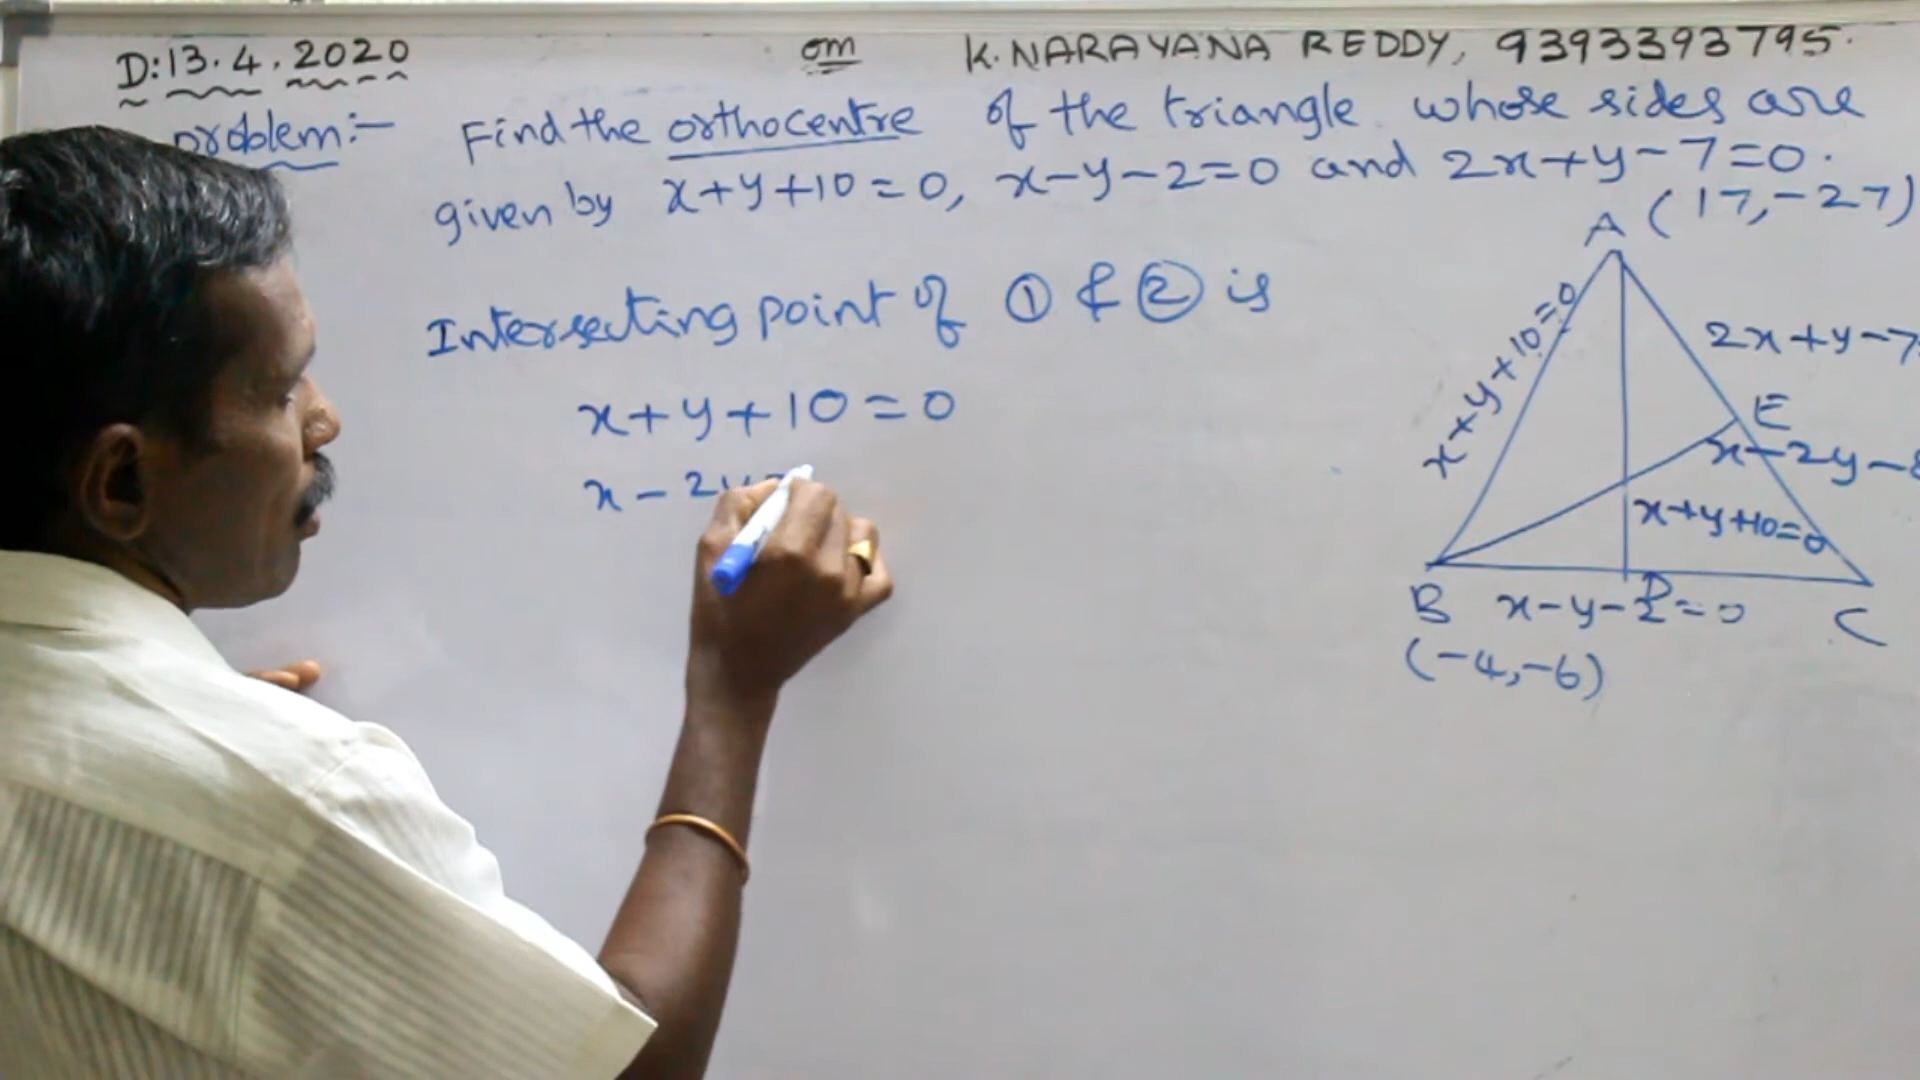 D:13.4.2020 om K.NARAYANA REDDY, 9393393795.
problem:- Find the orthocentre of the triangle whose sides are
given by x+y+10=0, x-y-2=0 and 2x+y-7=0.
A (17,-27)
Intersecting point of ① & ② is
x+y+10=0
2x+y-7
x+y+10=0
E
x-2y-8
x-2y
x+y+10=0
B x-y-2=0 D C
(-4,-6)